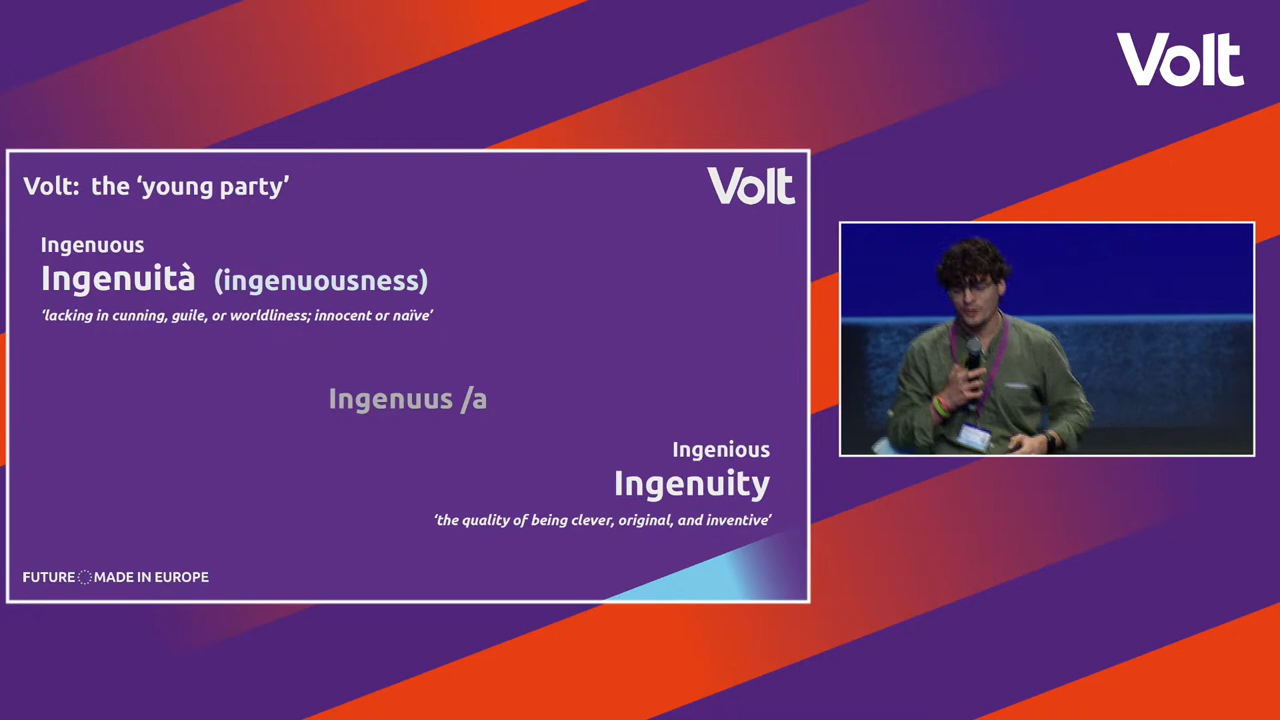 Volt
Volt: the ‘young party’
Volt
Ingenuous
Ingenuità (ingenuousness)
‘lacking in cunning, guile, or worldliness; innocent or naïve’
Ingenuus /a
Ingenious
Ingenuity
‘the quality of being clever, original, and inventive’
FUTURE MADE IN EUROPE